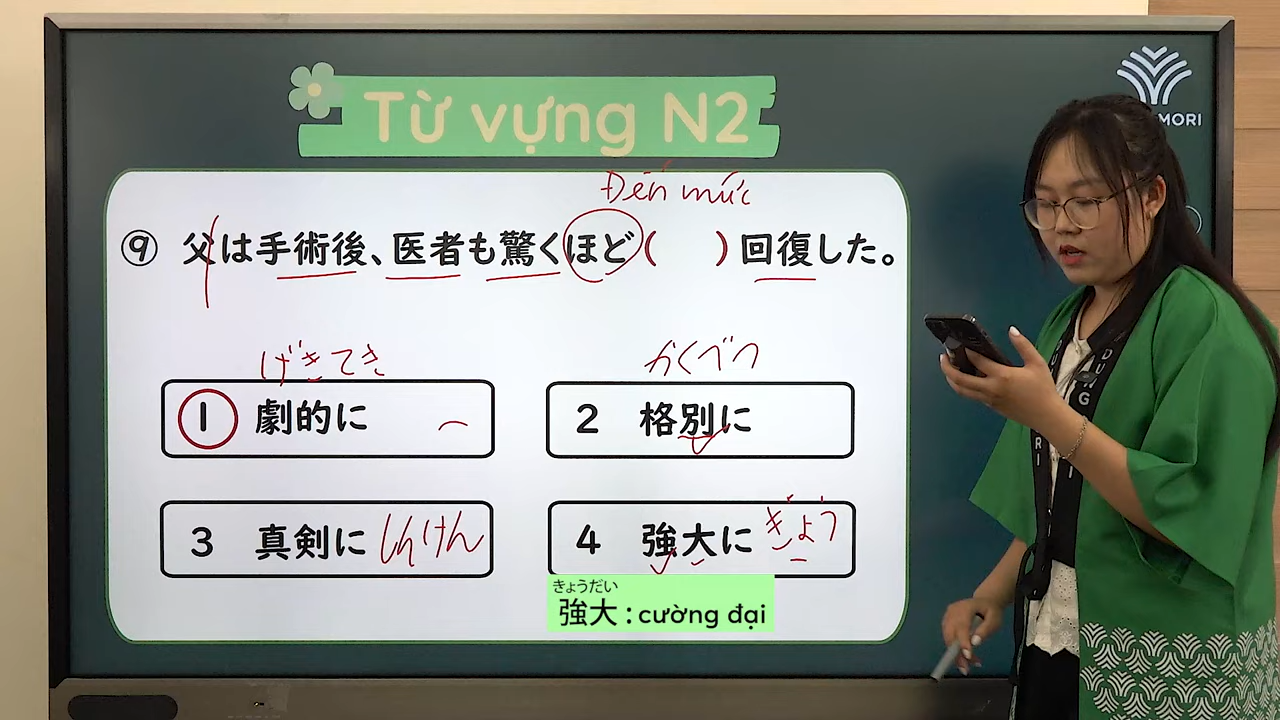 MORI
Từ vựng N2
Đến mức
⑨ 父は手術後、医者も驚くほど(　　)回復した。
げきてき
かくべつ
1 劇的に
2 格別に
3 真剣に しんけん
4 強大に ぎょう
きょうだい
強大 : cường đại
DUNG
RI